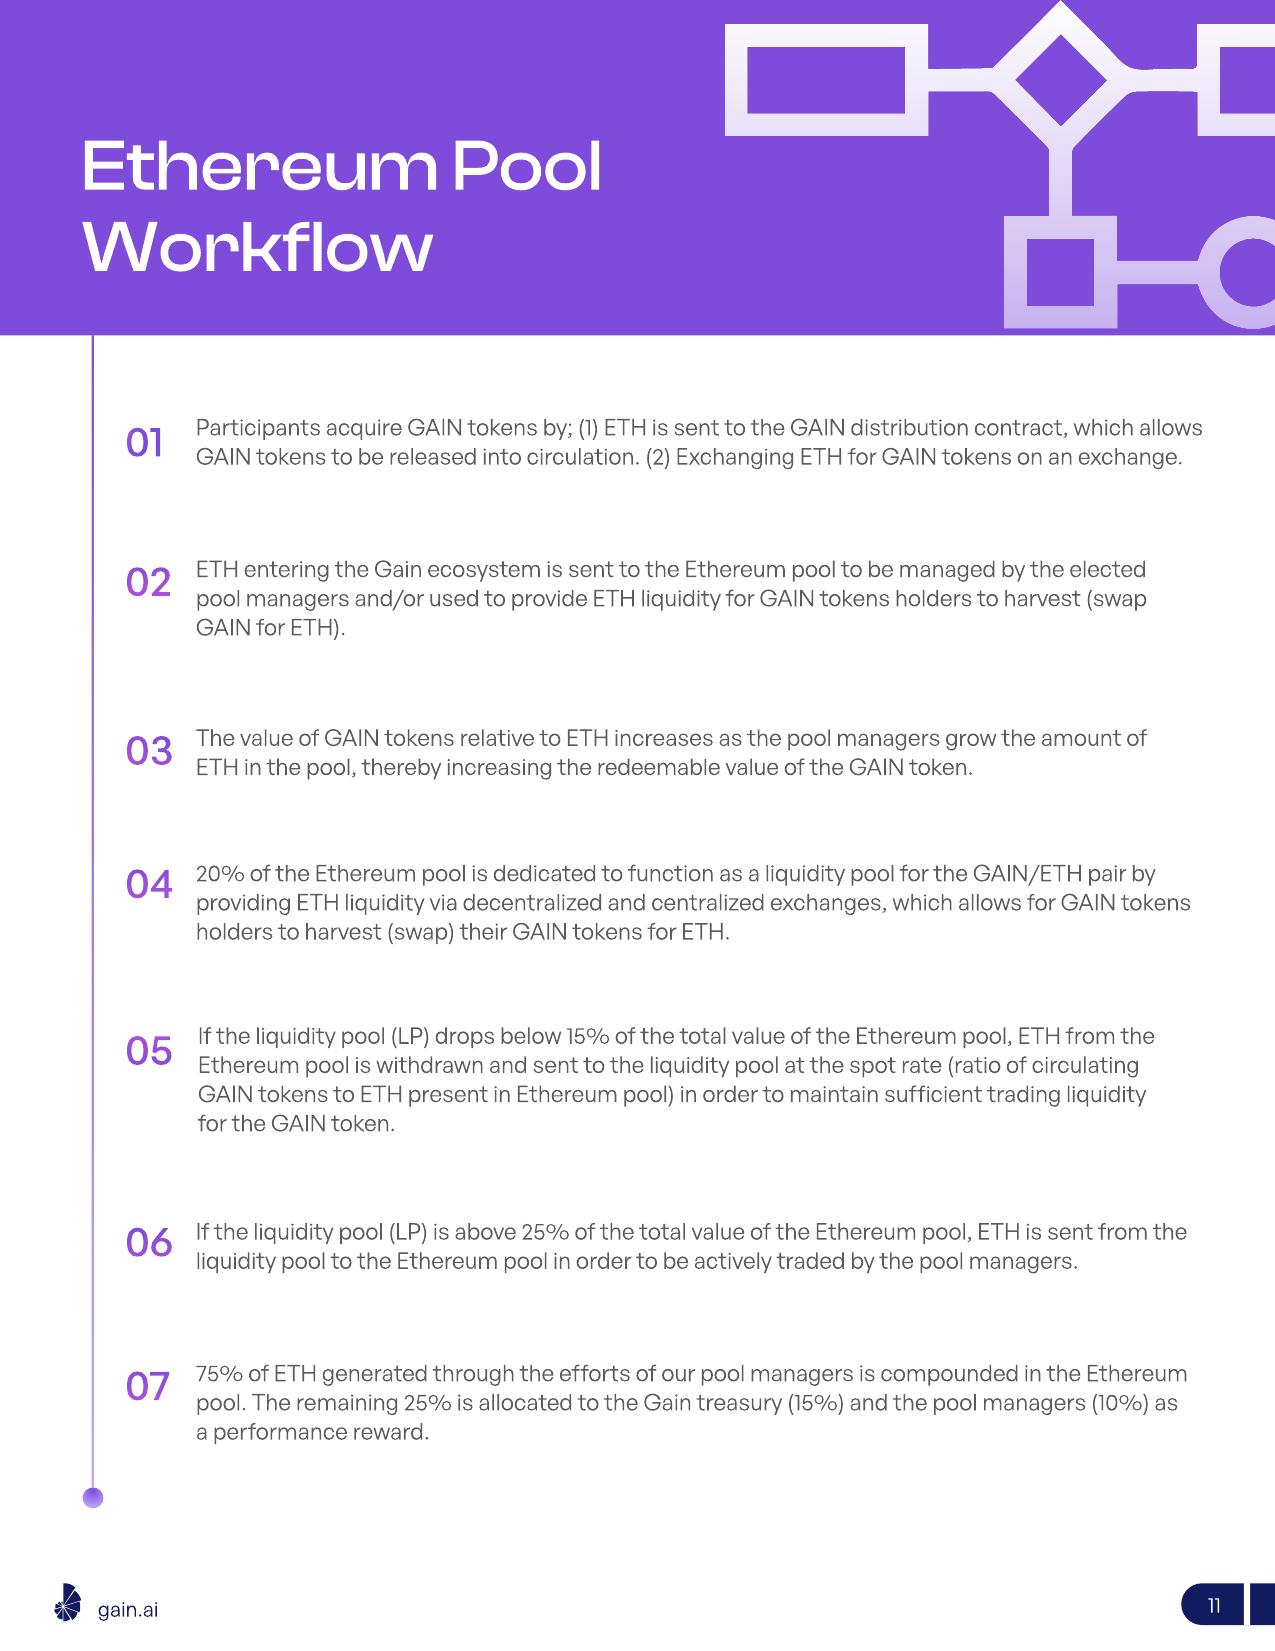 Ethereum Pool
Workflow
01
Participants acquire GAIN tokens by; (1) ETH is sent to the GAIN distribution contract, which allows
GAIN tokens to be released into circulation. (2) Exchanging ETH for GAIN tokens on an exchange.
02
ETH entering the Gain ecosystem is sent to the Ethereum pool to be managed by the elected
pool managers and/or used to provide ETH liquidity for GAIN tokens holders to harvest (swap
GAIN for ETH).
03
The value of GAIN tokens relative to ETH increases as the pool managers grow the amount of
ETH in the pool, thereby increasing the redeemable value of the GAIN token.
04
20% of the Ethereum pool is dedicated to function as a liquidity pool for the GAIN/ETH pair by
providing ETH liquidity via decentralized and centralized exchanges, which allows for GAIN tokens
holders to harvest (swap) their GAIN tokens for ETH.
05
If the liquidity pool (LP) drops below 15% of the total value of the Ethereum pool, ETH from the
Ethereum pool is withdrawn and sent to the liquidity pool at the spot rate (ratio of circulating
GAIN tokens to ETH present in Ethereum pool) in order to maintain sufficient trading liquidity
for the GAIN token.
06
If the liquidity pool (LP) is above 25% of the total value of the Ethereum pool, ETH is sent from the
liquidity pool to the Ethereum pool in order to be actively traded by the pool managers.
07
75% of ETH generated through the efforts of our pool managers is compounded in the Ethereum
pool. The remaining 25% is allocated to the Gain treasury (15%) and the pool managers (10%) as
a performance reward.
gain.ai
11